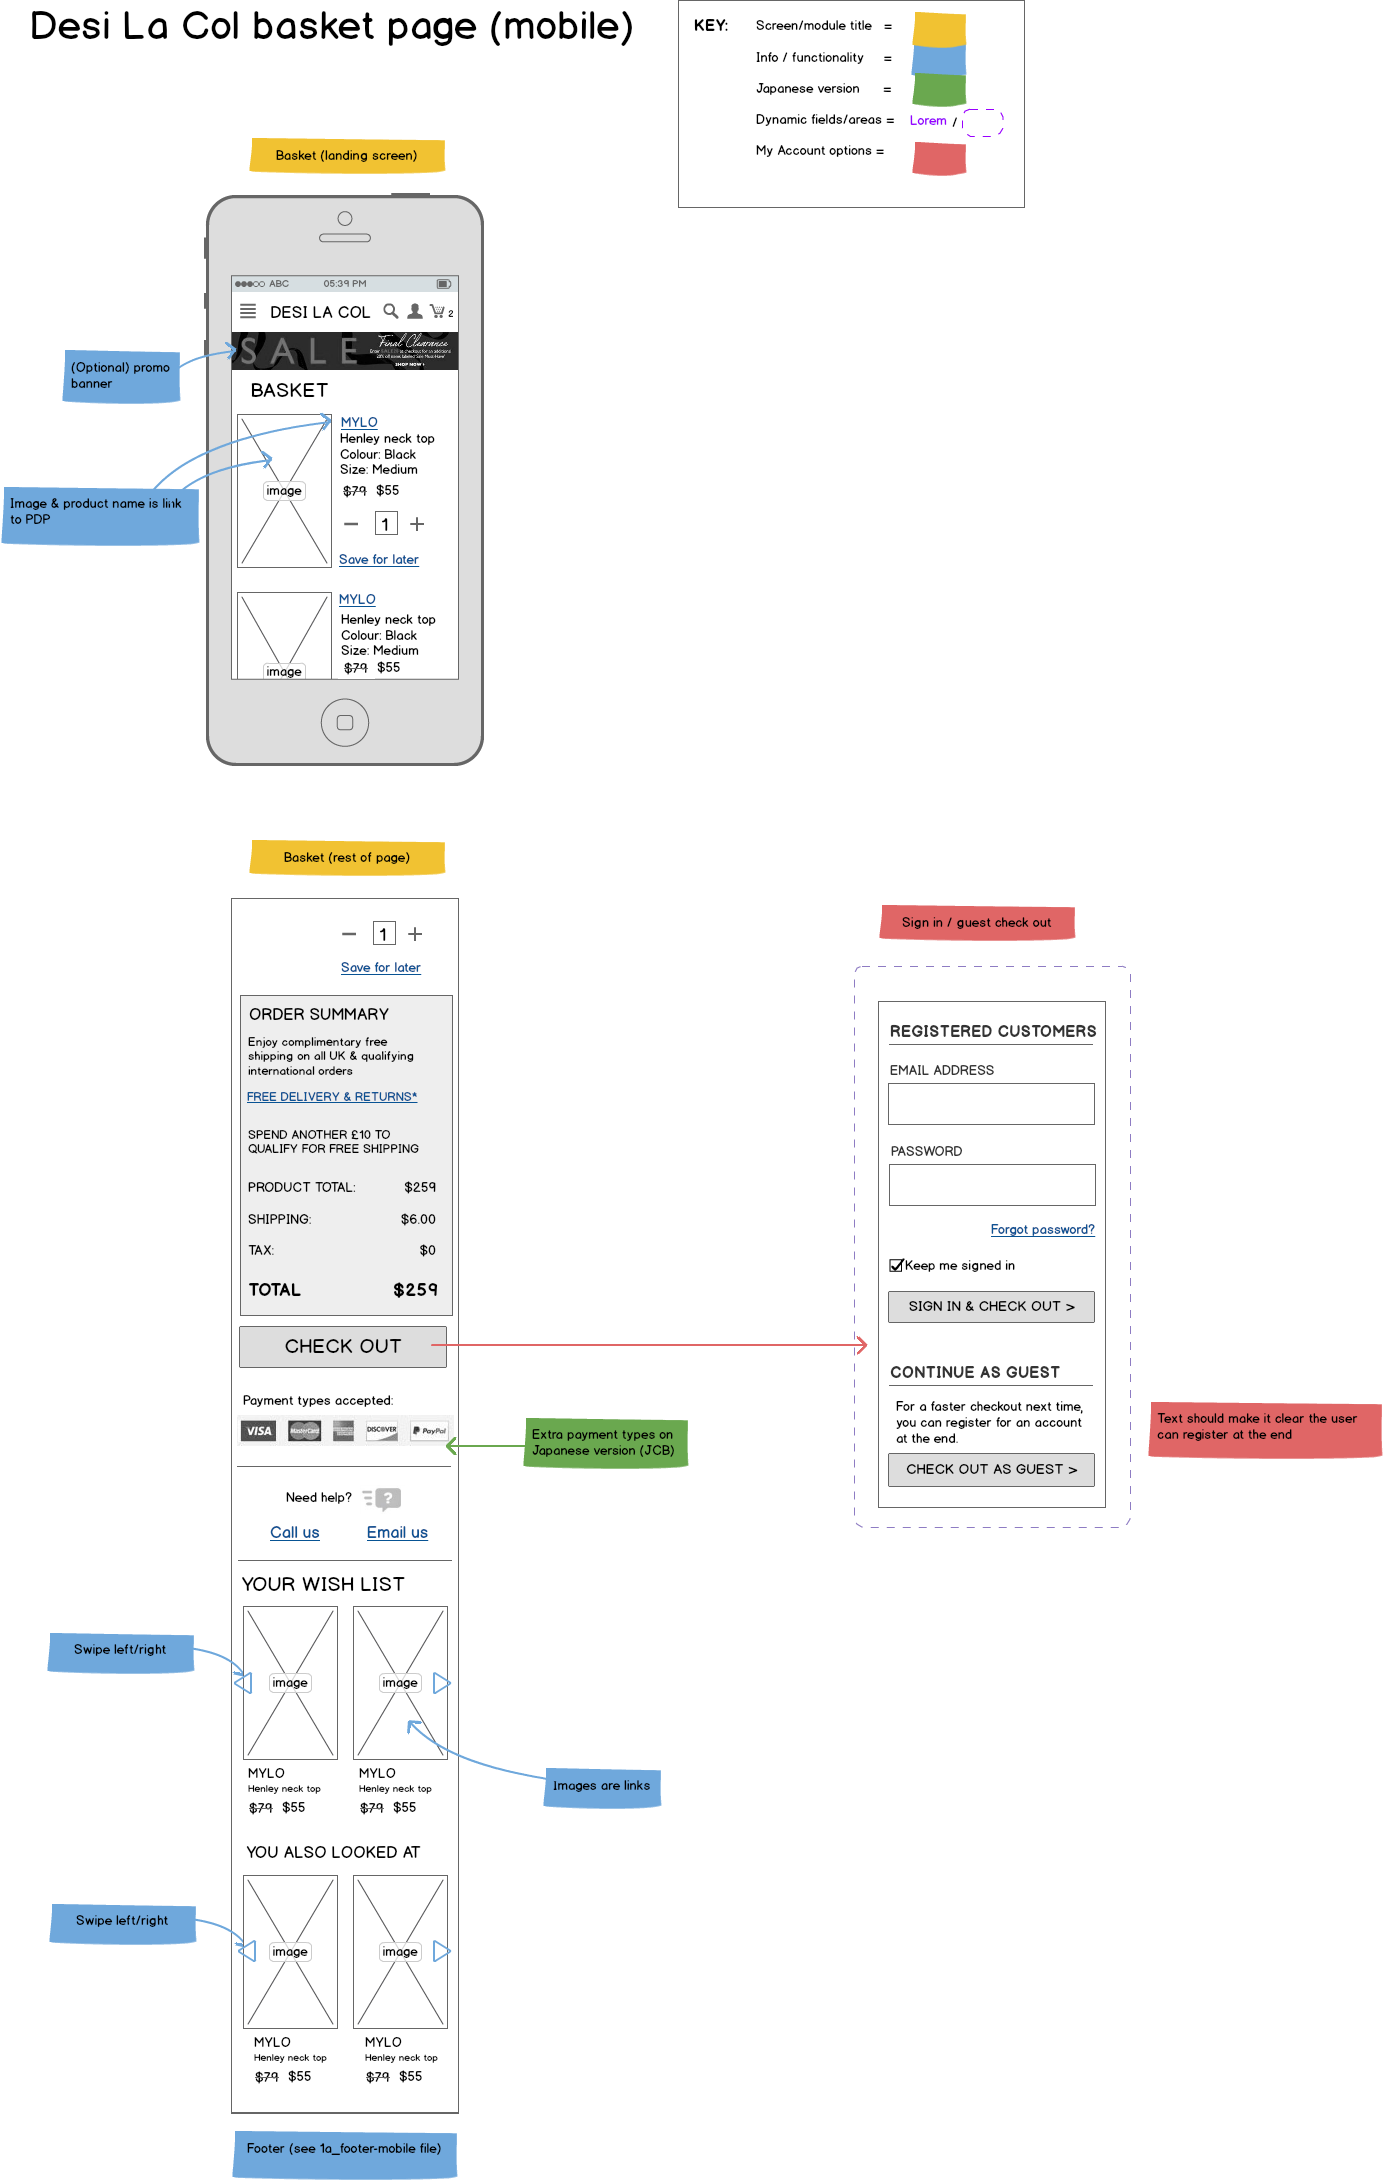 Desi La Col basket page (mobile)
KEY:
Screen/module title =
Info / functionality =
Japanese version =
Dynamic fields/areas = Lorem /
My Account options =
Basket (landing screen)
ABC 05:39 PM
DESI LA COL 2
SALE
Final Clearance
SHOP NOW
(Optional) promo
banner
BASKET
MYLO
Henley neck top
Colour: Black
Size: Medium
image
$79 $55
1
Save for later
Image & product name is link
to PDP
MYLO
Henley neck top
Colour: Black
Size: Medium
image
$79 $55
Basket (rest of page)
1
Save for later
ORDER SUMMARY
Enjoy complimentary free
shipping on all UK & qualifying
international orders
FREE DELIVERY & RETURNS*
SPEND ANOTHER £10 TO
QUALIFY FOR FREE SHIPPING
PRODUCT TOTAL: $259
SHIPPING: $6.00
TAX: $0
TOTAL $259
CHECK OUT
Payment types accepted:
VISA MasterCard DISCOVER PayPal
Extra payment types on
Japanese version (JCB)
Need help? ?
Call us Email us
YOUR WISH LIST
Swipe left/right
image image
Images are links
MYLO MYLO
Henley neck top Henley neck top
$79 $55 $79 $55
YOU ALSO LOOKED AT
Swipe left/right
image image
MYLO MYLO
Henley neck top Henley neck top
$79 $55 $79 $55
Footer (see 1a_footer-mobile file)
Sign in / guest check out
REGISTERED CUSTOMERS
EMAIL ADDRESS
PASSWORD
Forgot password?
Keep me signed in
SIGN IN & CHECK OUT >
CONTINUE AS GUEST
For a faster checkout next time,
you can register for an account
at the end.
CHECK OUT AS GUEST >
Text should make it clear the user
can register at the end